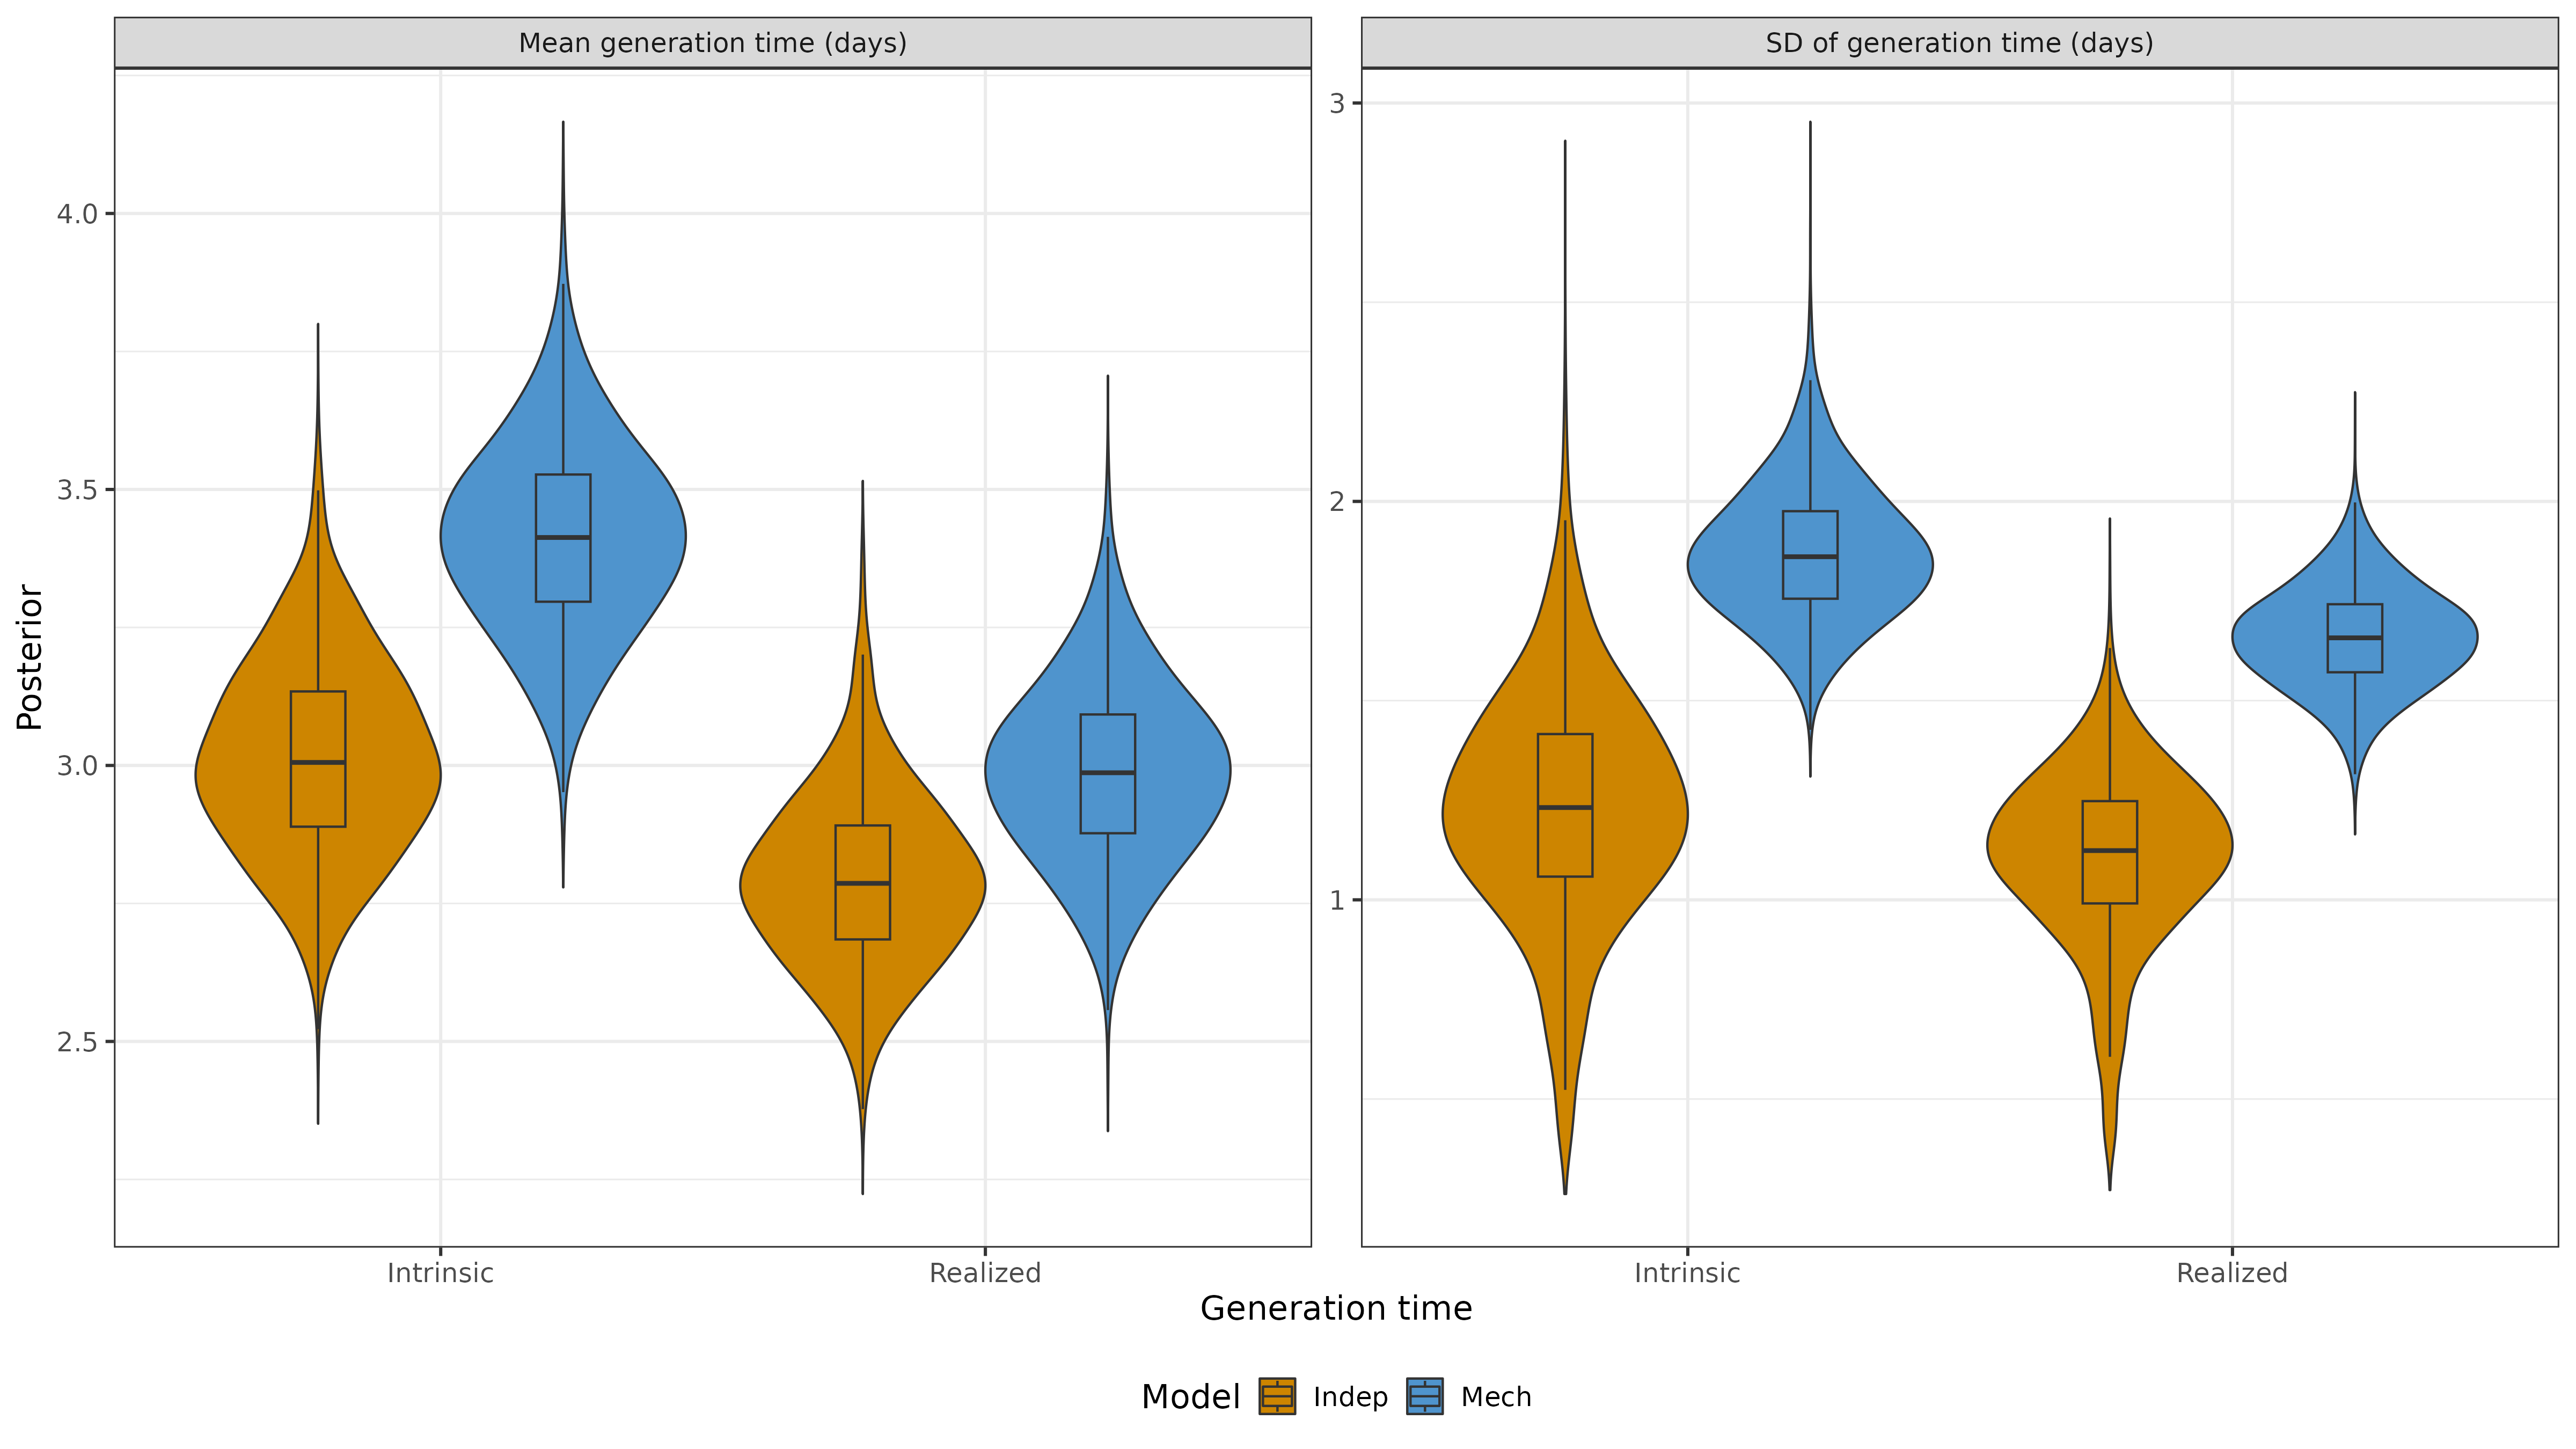 Mean generation time (days)
SD of generation time (days)
Posterior
4.0
3.5
3.0
2.5
3
2
1
Intrinsic
Realized
Intrinsic
Realized
Generation time
Model Indep Mech